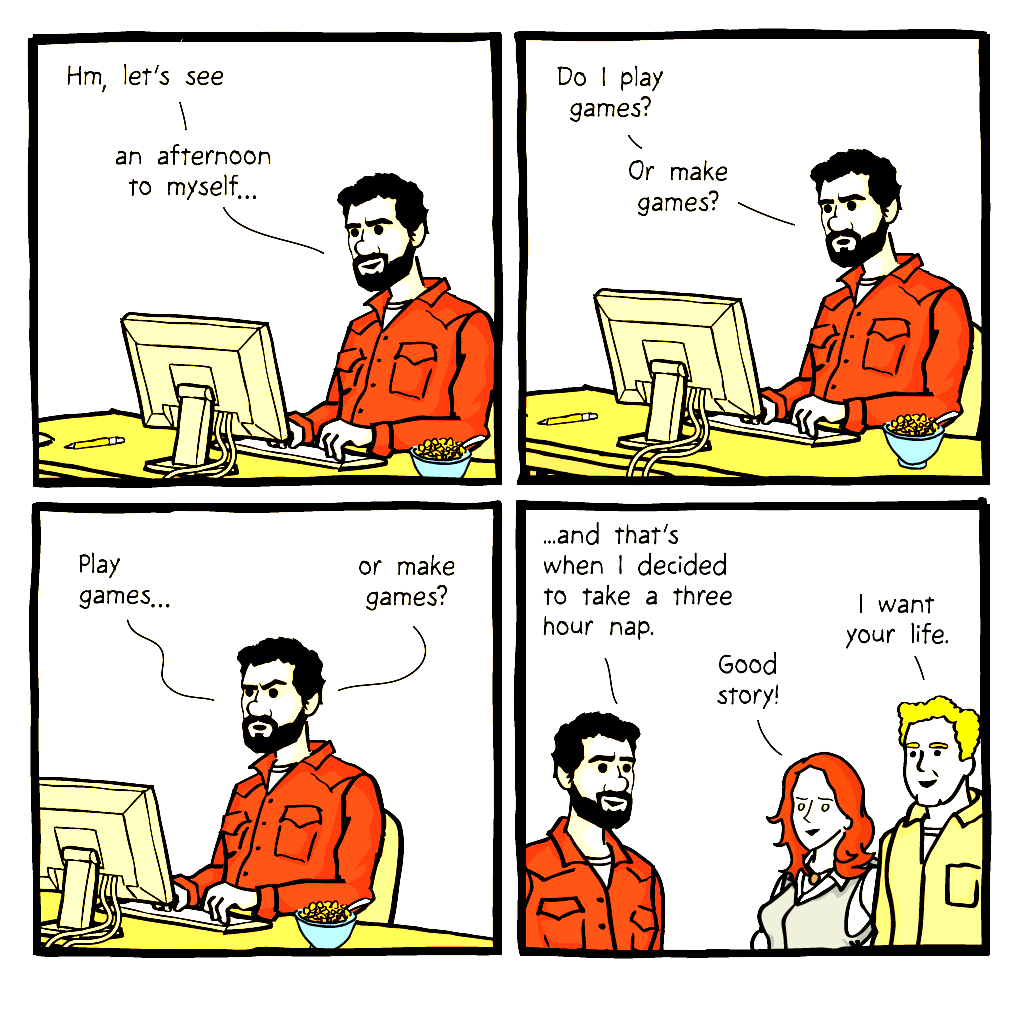 Hm, let's see
an afternoon
to myself...
Do I play
games?
Or make
games?
Play
games...
or make
games?
...and that's
when I decided
to take a three
hour nap.
Good
story!
I want
your life.